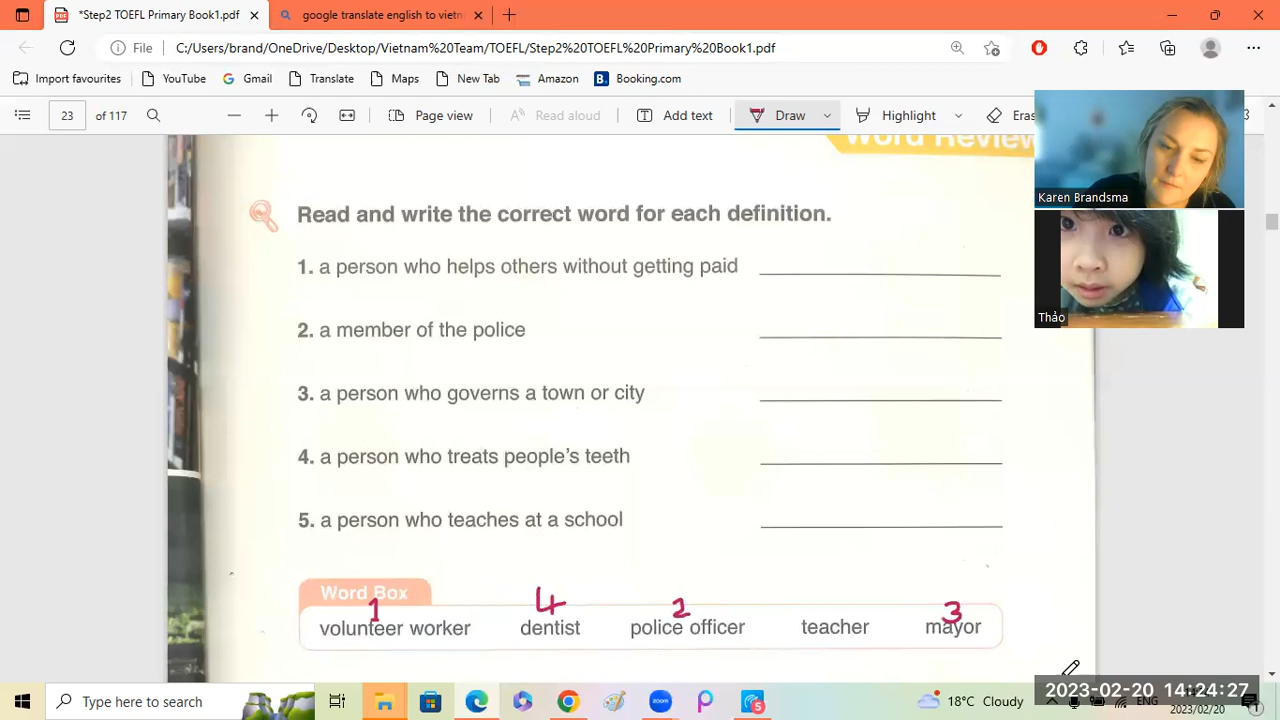 *Step2 TOEFL Primary Book1.pdf
google translate english to vietn
File
C:/Users/brand/OneDrive/Desktop/Vietnam%20Team/TOEFL/Step2%20TOEFL%20Primary%20Book1.pdf
Import favourites
YouTube
Gmail
Translate
Maps
New Tab
Amazon
Booking.com
23 of 117
Page view
Read aloud
Add text
Draw
Highlight
Eras
Word Review
Karen Brandsma
Thảo
Read and write the correct word for each definition.
1. a person who helps others without getting paid
2. a member of the police
3. a person who governs a town or city
4. a person who treats people's teeth
5. a person who teaches at a school
Word Box
1 4 2 3
volunteer worker dentist police officer teacher mayor
Type here to search
5
18°C Cloudy
ENG
2023-02-20 14:24:27
2023/02/20